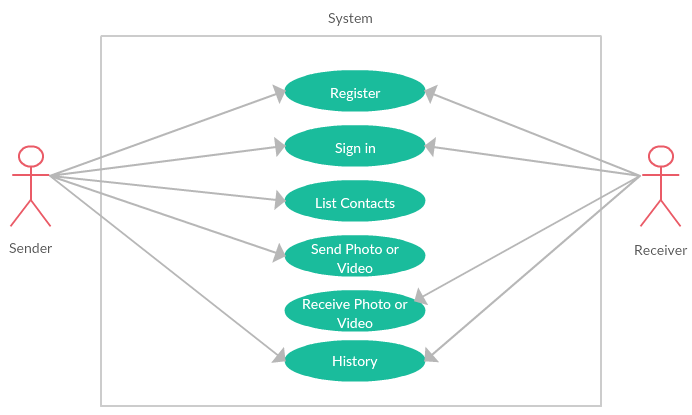 System
Register
Sign in
List Contacts
Send Photo or
Video
Receive Photo or
Video
History
Sender
Receiver